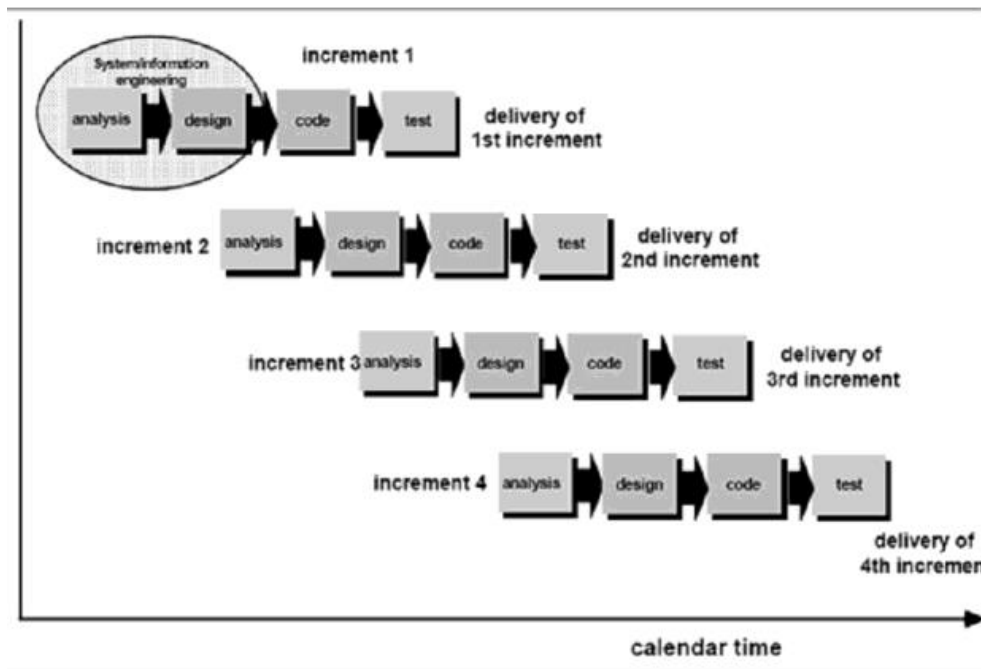 increment 1
System/information
engineering
analysis
design
code
test
delivery of
1st increment
increment 2
analysis
design
code
test
delivery of
2nd increment
increment 3
analysis
design
code
test
delivery of
3rd increment
increment 4
analysis
design
code
test
delivery of
4th increment
calendar time